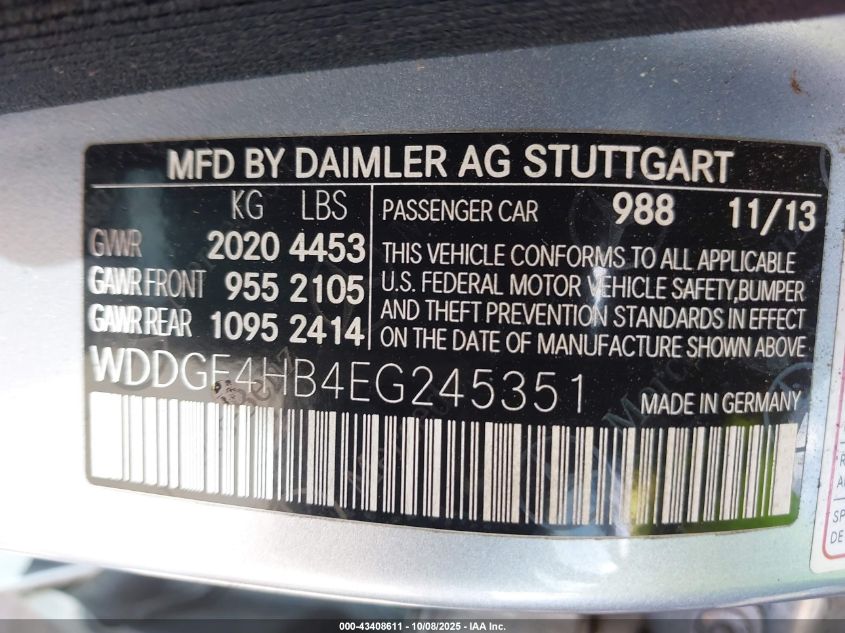 MFD BY DAIMLER AG STUTTGART
KG LBS
GVWR 2020 4453
GAWR FRONT 955 2105
GAWR REAR 1095 2414
PASSENGER CAR 988 11/13
THIS VEHICLE CONFORMS TO ALL APPLICABLE
U.S. FEDERAL MOTOR VEHICLE SAFETY,BUMPER
AND THEFT PREVENTION STANDARDS IN EFFECT
ON THE DATE OF MANUFACTURE SHOWN ABOVE
WDDGF4HB4EG245351 MADE IN GERMANY
SP
DE
000-43408611 - 10/08/2025 - IAA Inc.